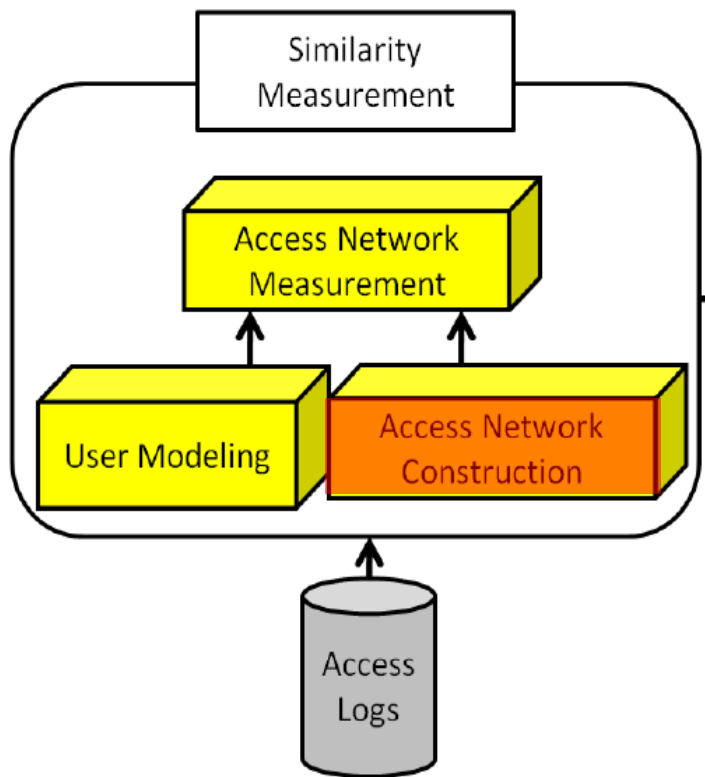 Similarity
Measurement
Access Network
Measurement
User Modeling
Access Network
Construction
Access
Logs